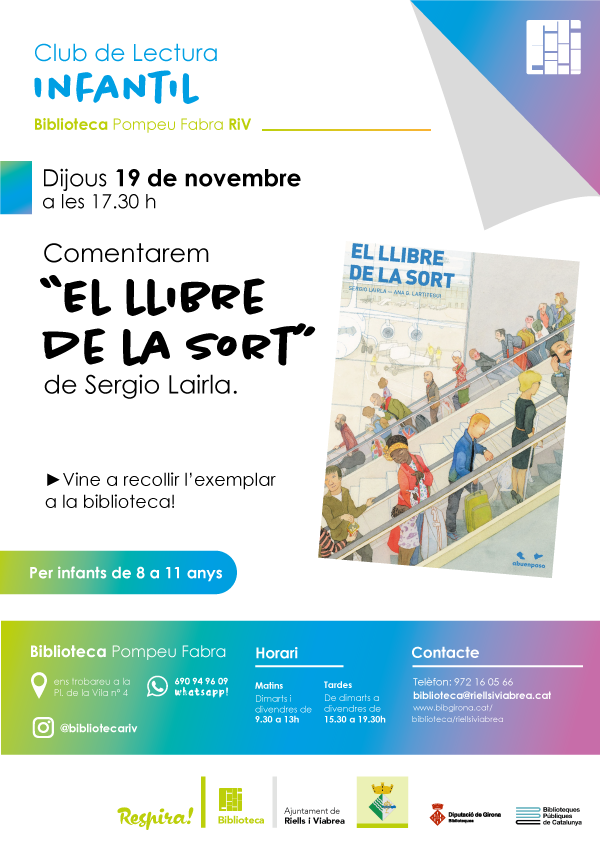 Club de Lectura
INFANTIL
Biblioteca Pompeu Fabra RiV
Dijous 19 de novembre
a les 17.30 h
Comentarem
"EL LLIBRE
DE LA SORT"
de Sergio Lairla.
EL LLIBRE
DE LA SORT
SERGIO LAIRLA — ANA G. LARTITEGUI
abuenpaso
►Vine a recollir l'exemplar
a la biblioteca!
Per infants de 8 a 11 anys
Biblioteca Pompeu Fabra
ens trobareu a la
Pl. de la Vila nº 4
690 94 96 09
whatsapp!
@bibliotecariv
Horari
Matins
Dimarts i
divendres de
9.30 a 13h
Tardes
De dimarts a
divendres de
15.30 a 19.30h
Contacte
Telèfon: 972 16 05 66
biblioteca@riellsiviabrea.cat
www.bibgirona.cat/
biblioteca/riellsiviabrea
Respira!
Biblioteca
Ajuntament de
Riells i Viabrea
Diputació de Girona
Biblioteques
Biblioteques
Públiques
de Catalunya